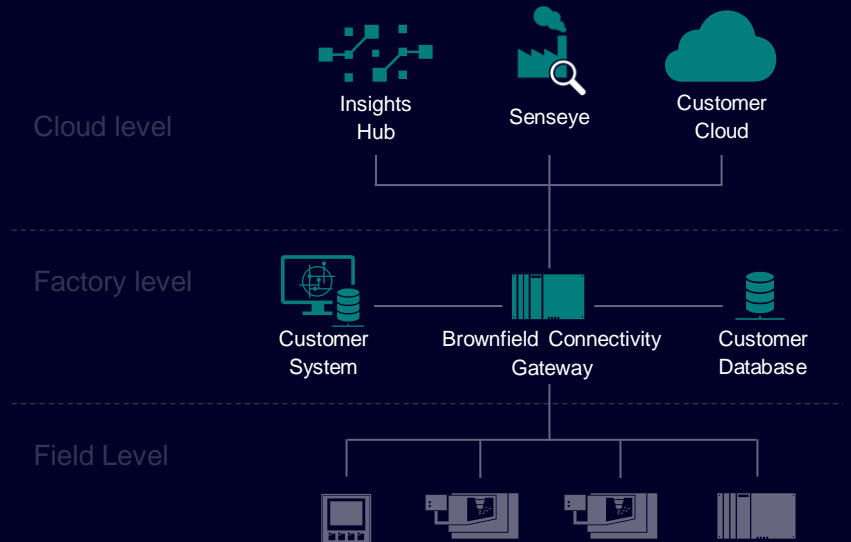 Cloud level
Insights
Hub
Senseye
Customer
Cloud
Factory level
Customer
System
Brownfield Connectivity
Gateway
Customer
Database
Field Level